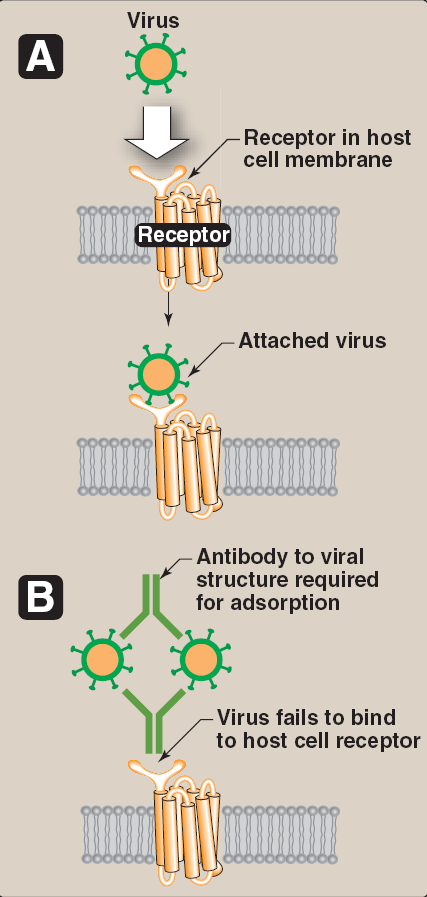 Virus
A
Receptor in host
cell membrane
Receptor
Attached virus
B
Antibody to viral
structure required
for adsorption
Virus fails to bind
to host cell receptor